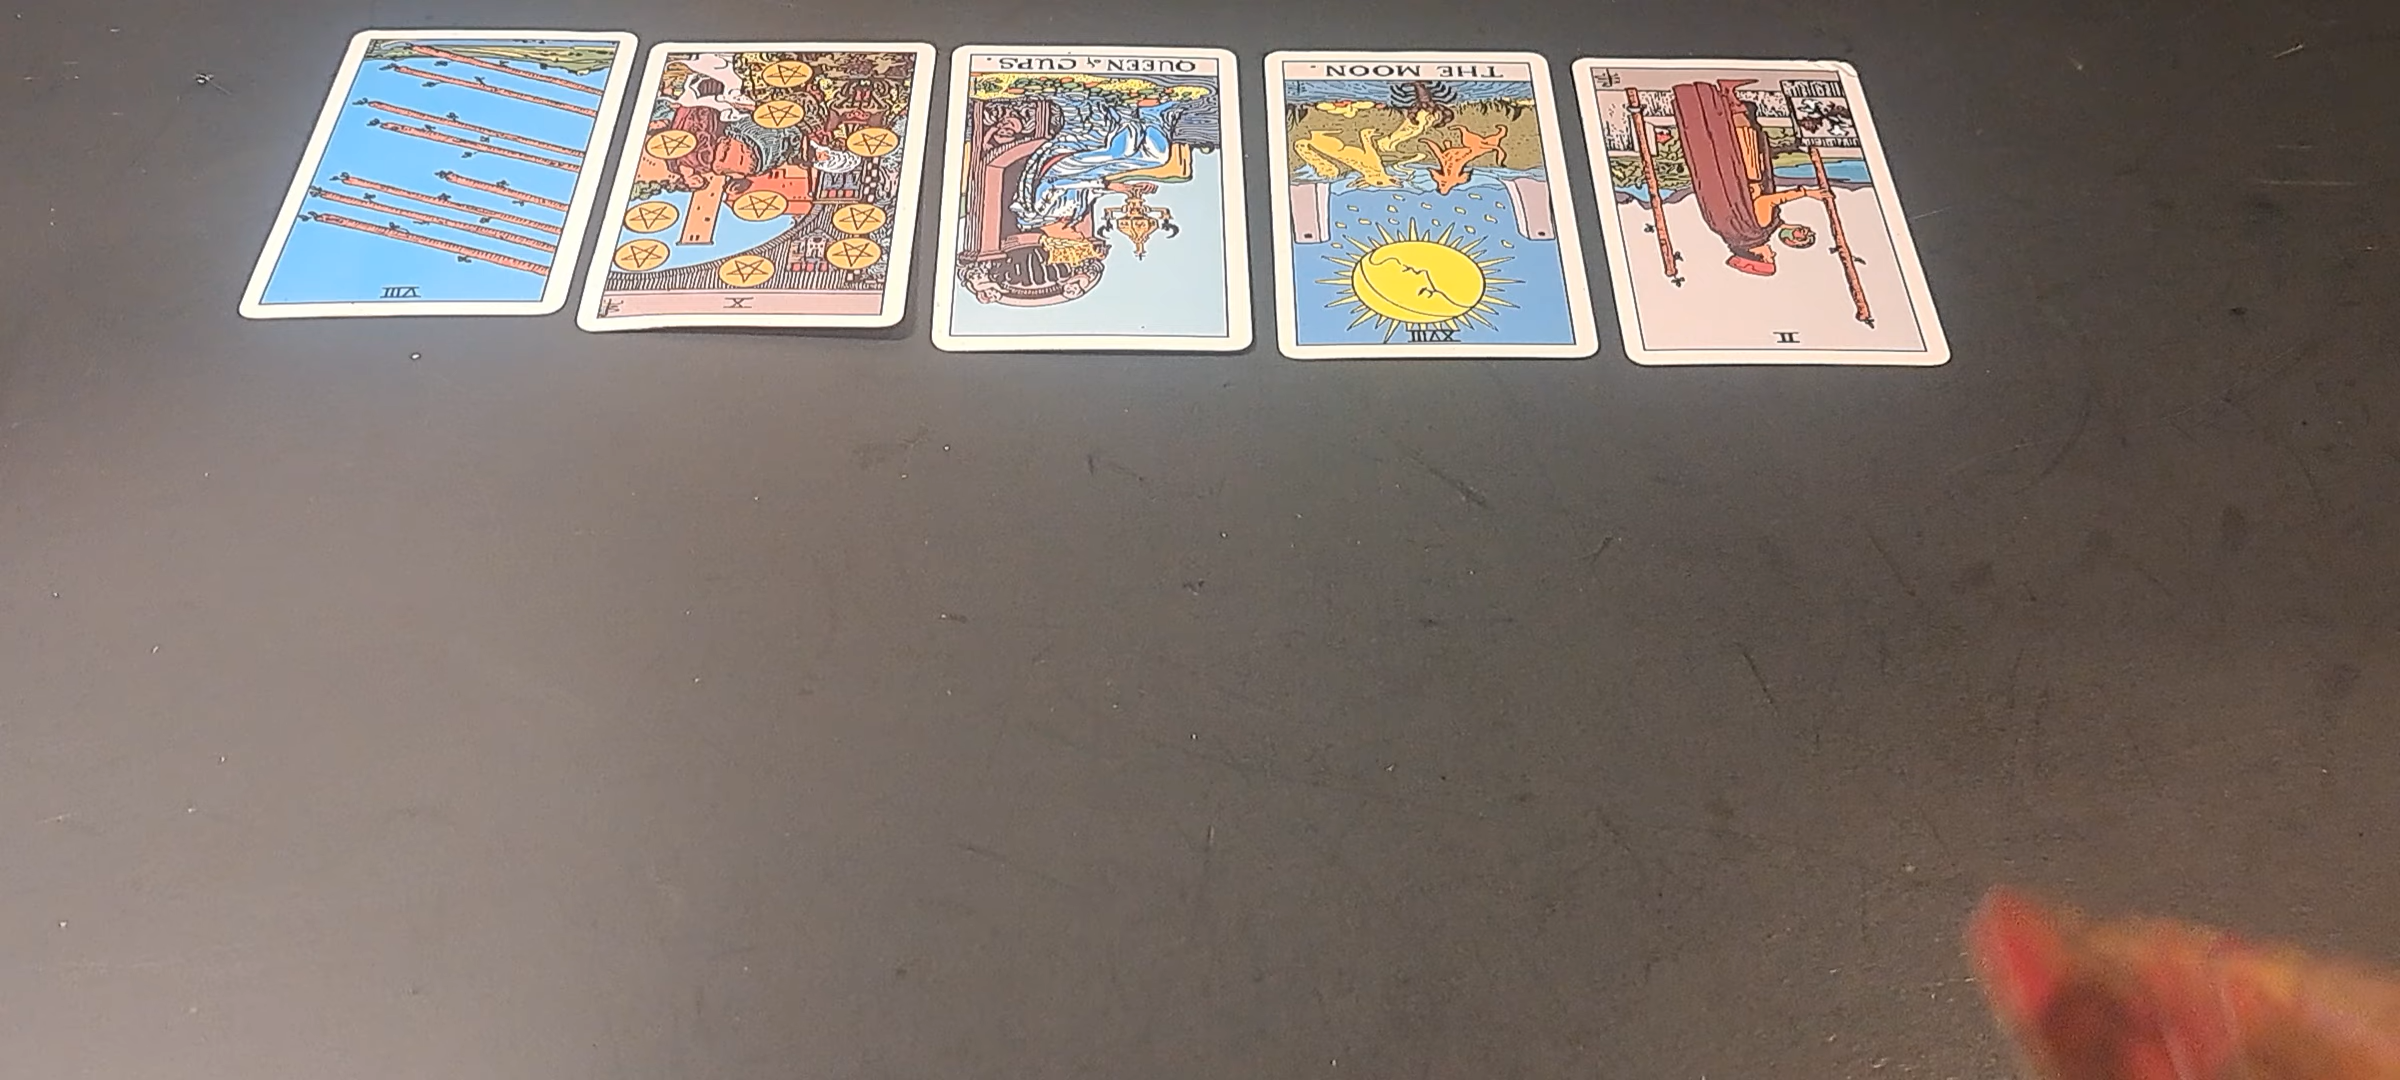 VIII
X
QUEEN of CUPS.
THE MOON.
XVIII
II